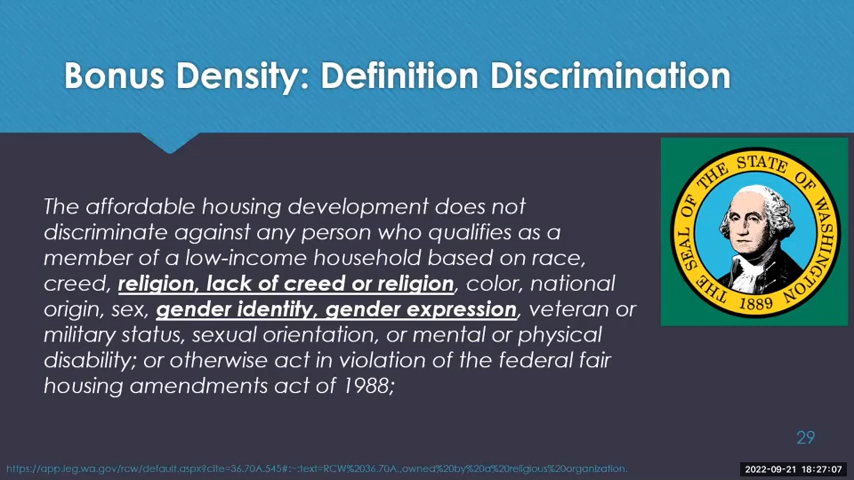 Bonus Density: Definition Discrimination
The affordable housing development does not
discriminate against any person who qualifies as a
member of a low-income household based on race,
creed, religion, lack of creed or religion, color, national
origin, sex, gender identity, gender expression, veteran or
military status, sexual orientation, or mental or physical
disability; or otherwise act in violation of the federal fair
housing amendments act of 1988;
THE SEAL OF THE STATE OF WASHINGTON
1889
29
https://app.leg.wa.gov/rcw/default.aspx?cite=36.70A.545#:~:text=RCW%2036.70A.,owned%20by%20a%20religious%20organization.
2022-09-21 18:27:07